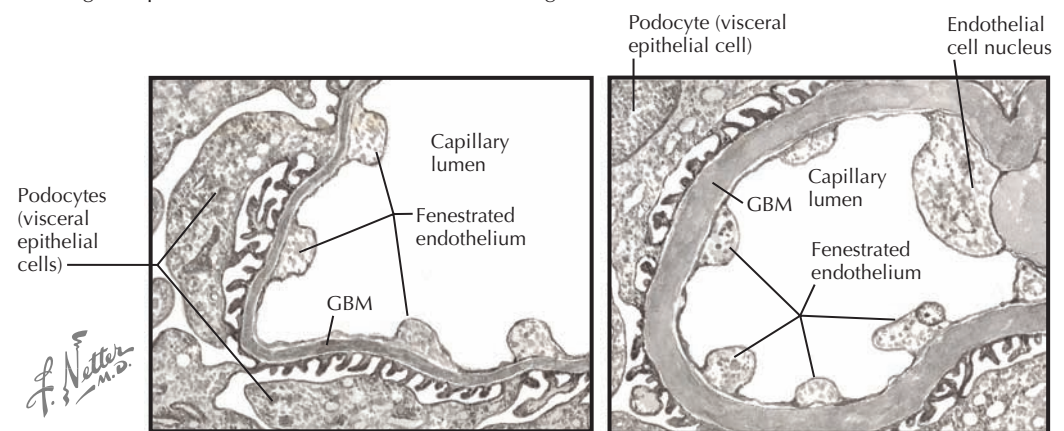 Podocyte (visceral
epithelial cell)
Endothelial
cell nucleus
Capillary
lumen
Podocytes
(visceral
epithelial
cells)
Fenestrated
endothelium
GBM
Capillary
lumen
GBM
Fenestrated
endothelium
f. Netter
M.D.